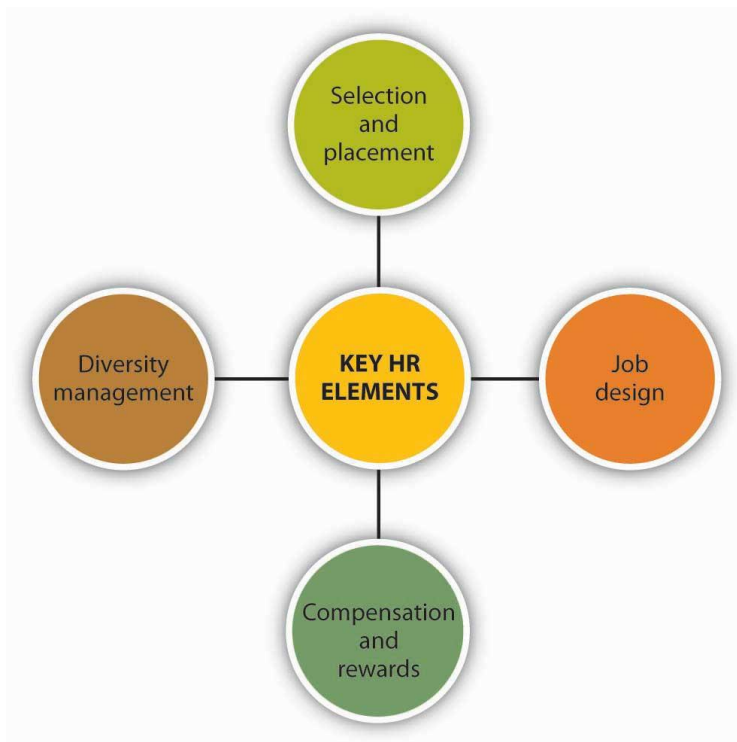 Selection
and
placement
Diversity
management
KEY HR
ELEMENTS
Job
design
Compensation
and
rewards